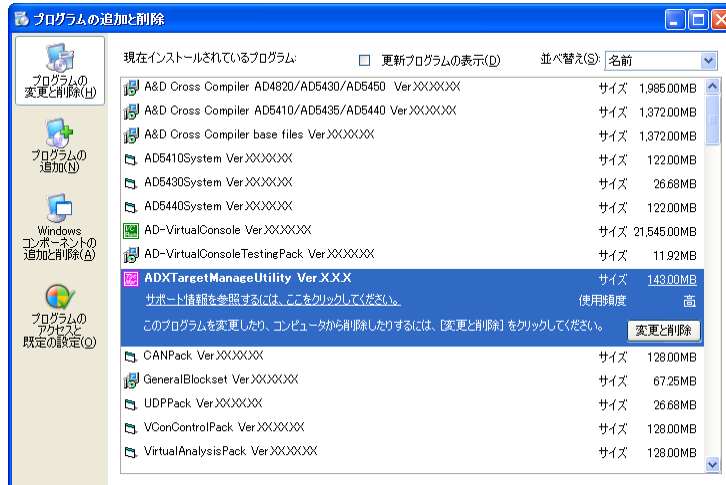 プログラムの追加と削除
現在インストールされているプログラム:
更新プログラムの表示(D)
並べ替え(S):
名前
プログラムの
変更と削除(H)
プログラムの
追加(N)
Windows
コンポーネントの
追加と削除(A)
プログラムの
アクセスと
既定の設定(O)
A&D Cross Compiler AD4820/AD5430/AD5450 Ver.XX.XX.XX サイズ 1,985.00MB
A&D Cross Compiler AD5410/AD5435/AD5440 Ver.XX.XX.XX サイズ 1,372.00MB
A&D Cross Compiler base files Ver.XX.XX.XX サイズ 1,372.00MB
AD5410System Ver.XX.XX.XX サイズ 122.00MB
AD5430System Ver.XX.XX.XX サイズ 26.68MB
AD5440System Ver.XX.XX.XX サイズ 122.00MB
AD-VirtualConsole Ver.XX.XX.XX サイズ 21,545.00MB
AD-VirtualConsoleTestingPack Ver.XX.XX.XX サイズ 11.92MB
ADXTargetManageUtility Ver.X.X.X サイズ 143.00MB
サポート情報を参照するには、ここをクリックしてください。 使用頻度 高
このプログラムを変更したり、コンピュータから削除したりするには、[変更と削除] をクリックしてください。 変更と削除
CANPack Ver.XX.XX.XX サイズ 128.00MB
GeneralBlockset Ver.XX.XX.XX サイズ 67.25MB
UDPPack Ver.XX.XX.XX サイズ 26.68MB
VConControlPack Ver.XX.XX.XX サイズ 128.00MB
VirtualAnalysisPack Ver.XX.XX.XX サイズ 128.00MB